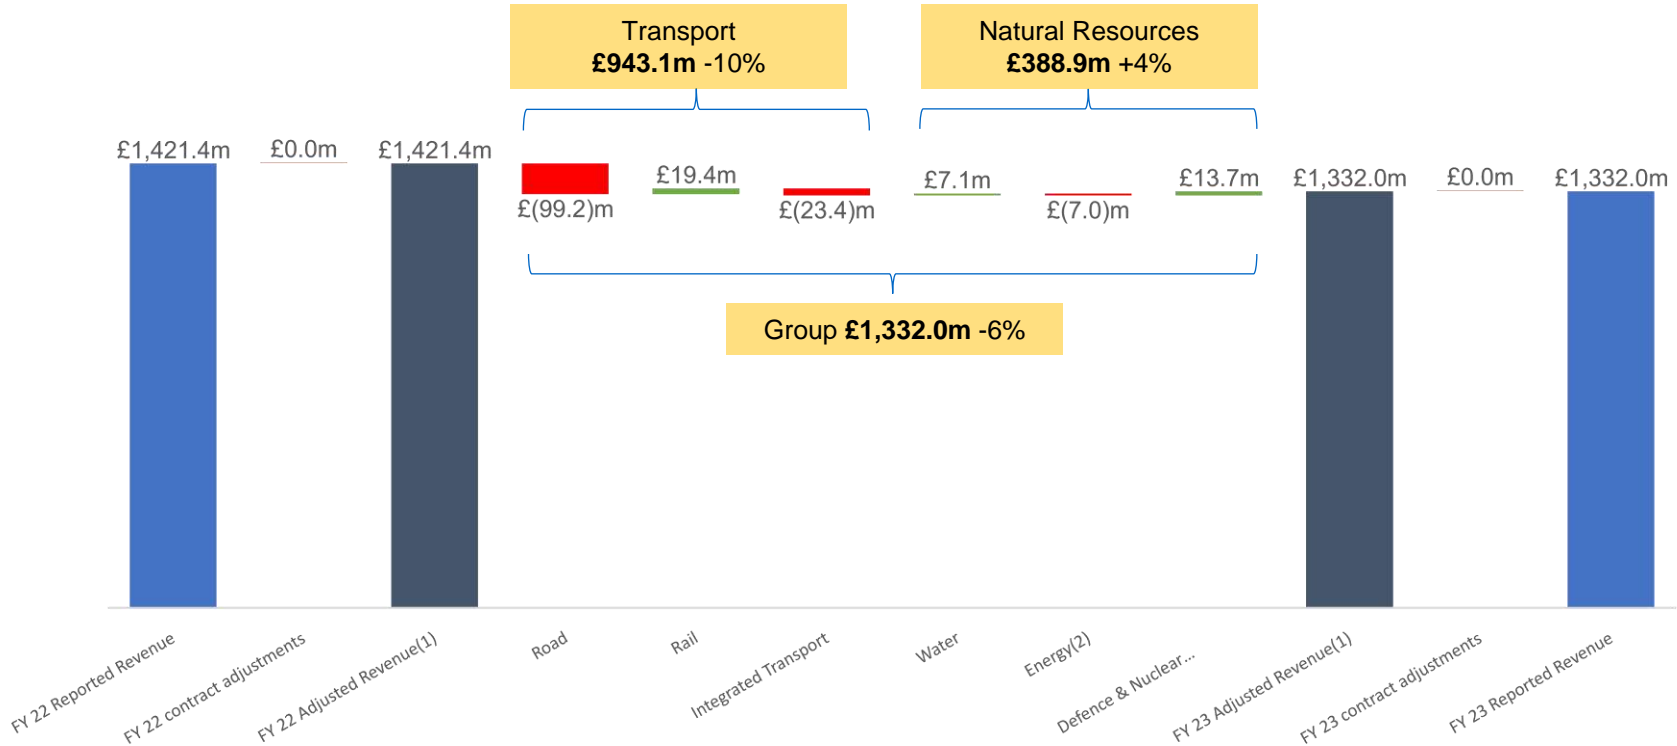 Transport
£943.1m -10%
Natural Resources
£388.9m +4%
£1,421.4m
£0.0m
£1,421.4m
£(99.2)m
£19.4m
£(23.4)m
£7.1m
£(7.0)m
£13.7m
£1,332.0m
£0.0m
£1,332.0m
Group £1,332.0m -6%
FY 22 Reported Revenue
FY 22 contract adjustments
FY 22 Adjusted Revenue(1)
Road
Rail
Integrated Transport
Water
Energy(2)
Defence & Nuclear...
FY 23 Adjusted Revenue(1)
FY 23 contract adjustments
FY 23 Reported Revenue